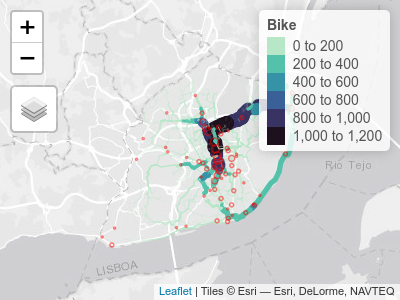 +
−
Bike
0 to 200
200 to 400
400 to 600
600 to 800
800 to 1,000
1,000 to 1,200
Rio Tejo
LISBOA
Leaflet | Tiles © Esri — Esri, DeLorme, NAVTEQ